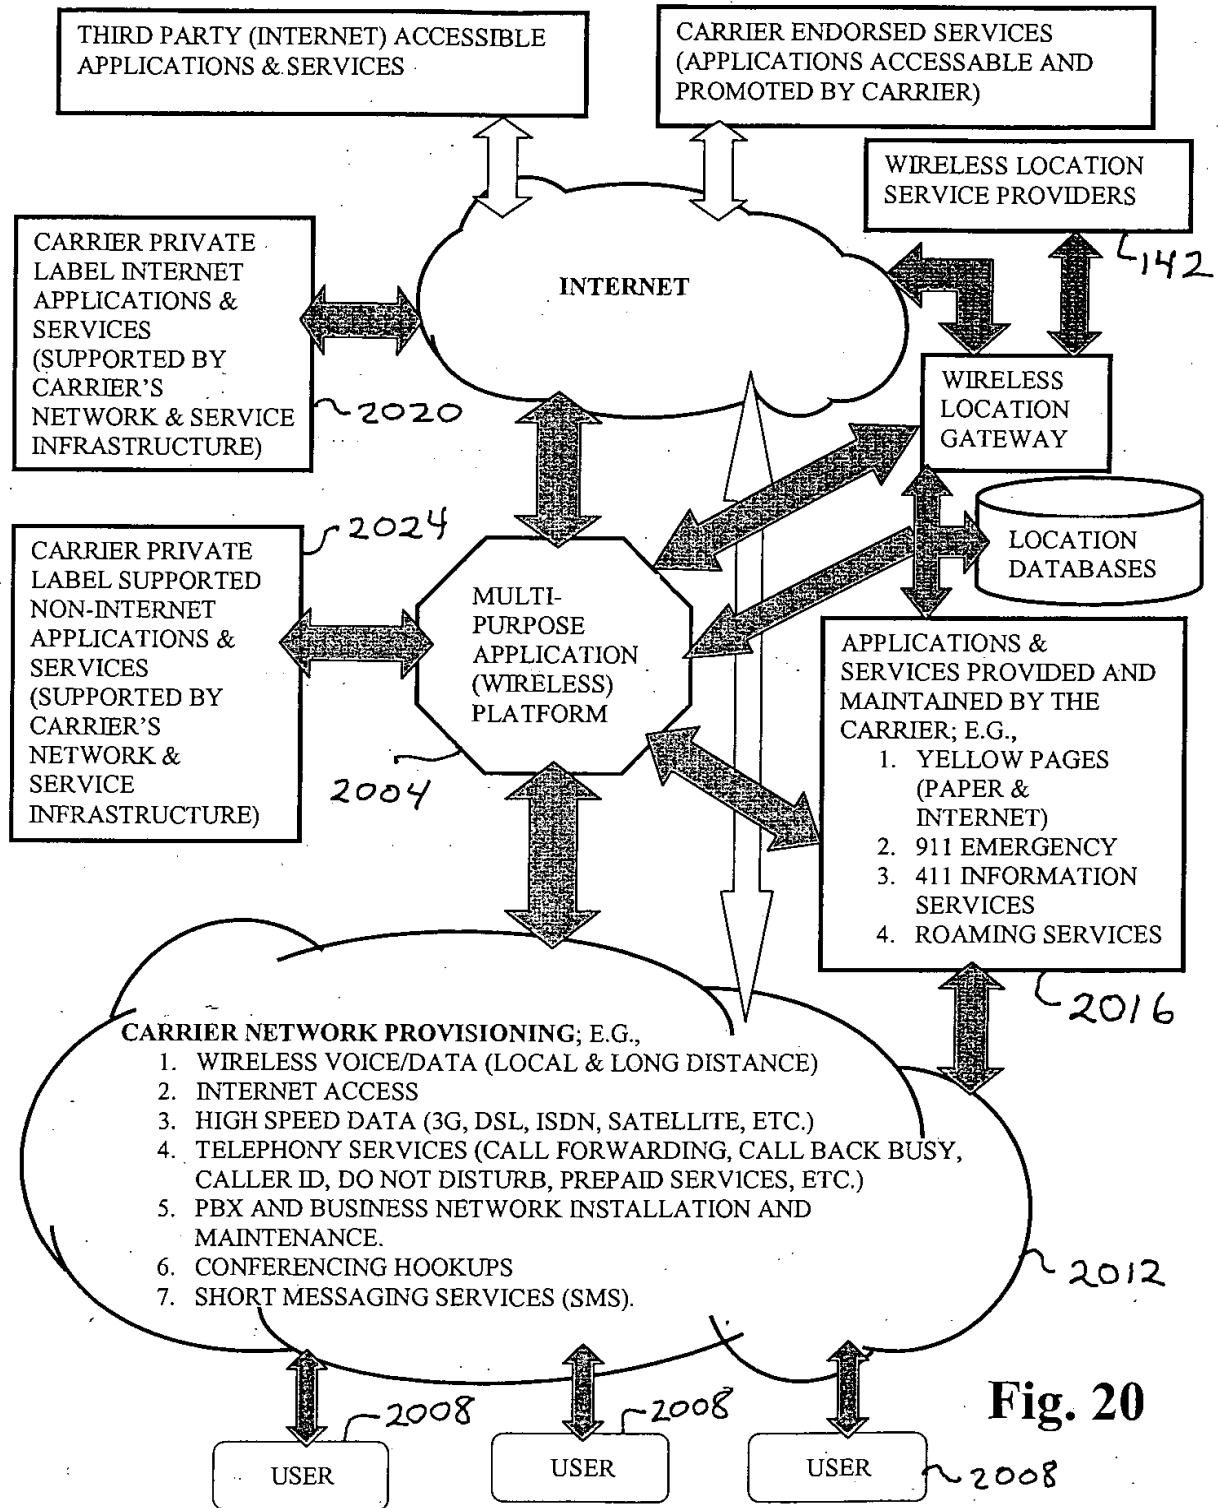 THIRD PARTY (INTERNET) ACCESSIBLE
APPLICATIONS & SERVICES
CARRIER ENDORSED SERVICES
(APPLICATIONS ACCESSABLE AND
PROMOTED BY CARRIER)
WIRELESS LOCATION
SERVICE PROVIDERS
142
CARRIER PRIVATE
LABEL INTERNET
APPLICATIONS &
SERVICES
(SUPPORTED BY
CARRIER'S
NETWORK & SERVICE
INFRASTRUCTURE)
2020
INTERNET
WIRELESS
LOCATION
GATEWAY
2024
CARRIER PRIVATE
LABEL SUPPORTED
NON-INTERNET
APPLICATIONS &
SERVICES
(SUPPORTED BY
CARRIER'S
NETWORK &
SERVICE
INFRASTRUCTURE)
MULTI-
PURPOSE
APPLICATION
(WIRELESS)
PLATFORM
2004
LOCATION
DATABASES
APPLICATIONS &
SERVICES PROVIDED AND
MAINTAINED BY THE
CARRIER; E.G.,
1. YELLOW PAGES
(PAPER &
INTERNET)
2. 911 EMERGENCY
3. 411 INFORMATION
SERVICES
4. ROAMING SERVICES
2016
CARRIER NETWORK PROVISIONING; E.G.,
1. WIRELESS VOICE/DATA (LOCAL & LONG DISTANCE)
2. INTERNET ACCESS
3. HIGH SPEED DATA (3G, DSL, ISDN, SATELLITE, ETC.)
4. TELEPHONY SERVICES (CALL FORWARDING, CALL BACK BUSY,
CALLER ID, DO NOT DISTURB, PREPAID SERVICES, ETC.)
5. PBX AND BUSINESS NETWORK INSTALLATION AND
MAINTENANCE.
6. CONFERENCING HOOKUPS
7. SHORT MESSAGING SERVICES (SMS).
2012
2008
USER
2008
USER
USER
2008
Fig. 20